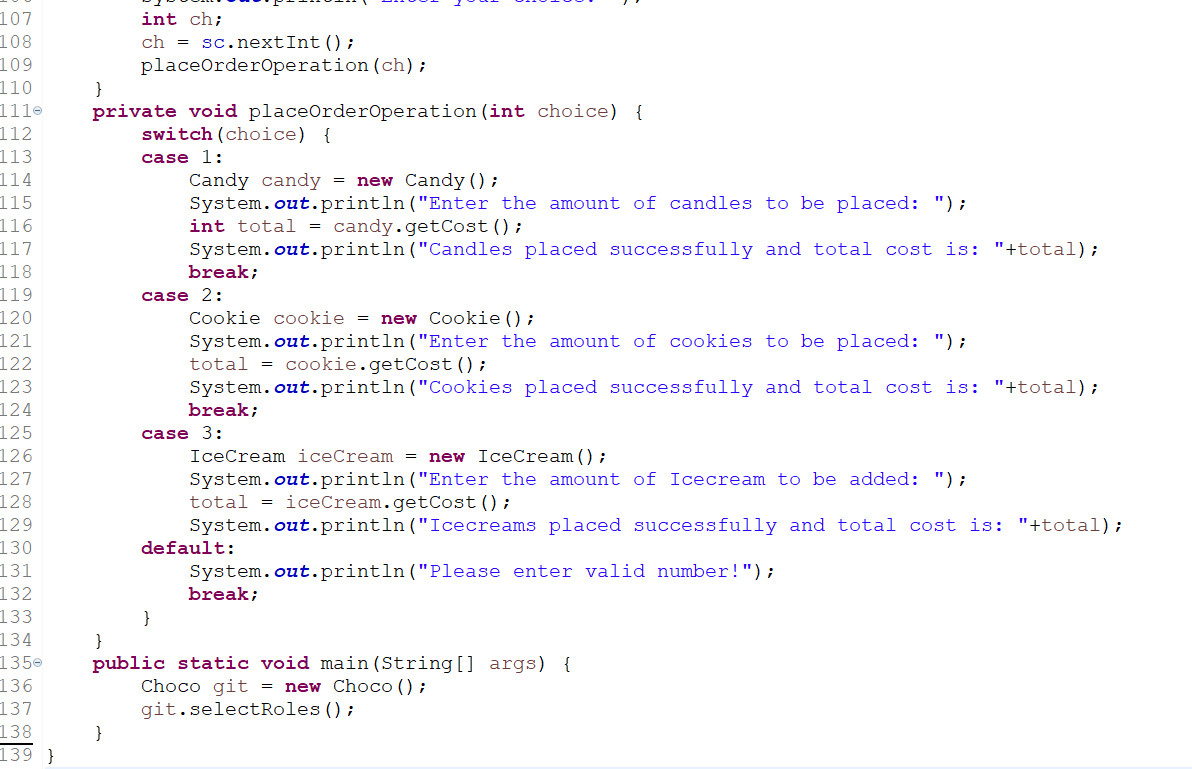 107 int ch;
108 ch = sc.nextInt();
109 placeOrderOperation(ch);
110 }
111 private void placeOrderOperation(int choice) {
112 switch(choice) {
113 case 1:
114 Candy candy = new Candy();
115 System.out.println("Enter the amount of candles to be placed: ");
116 int total = candy.getCost();
117 System.out.println("Candles placed successfully and total cost is: "+total);
118 break;
119 case 2:
120 Cookie cookie = new Cookie();
121 System.out.println("Enter the amount of cookies to be placed: ");
122 total = cookie.getCost();
123 System.out.println("Cookies placed successfully and total cost is: "+total);
124 break;
125 case 3:
126 IceCream iceCream = new IceCream();
127 System.out.println("Enter the amount of Icecream to be added: ");
128 total = iceCream.getCost();
129 System.out.println("Icecreams placed successfully and total cost is: "+total);
130 default:
131 System.out.println("Please enter valid number!");
132 break;
133 }
134 }
135 public static void main(String[] args) {
136 Choco git = new Choco();
137 git.selectRoles();
138 }
139 }